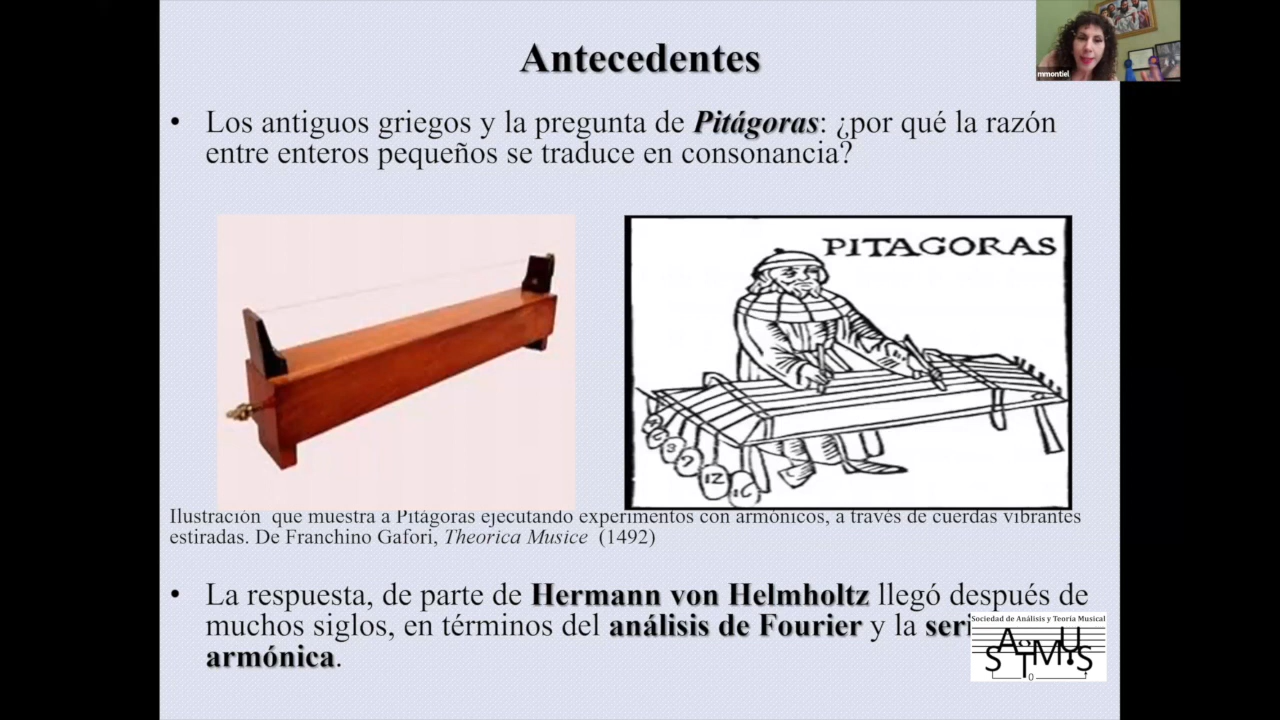 Antecedentes
mmontiel
• Los antiguos griegos y la pregunta de Pitágoras: ¿por qué la razón
entre enteros pequeños se traduce en consonancia?
PITAGORAS
12
16
Ilustración que muestra a Pitágoras ejecutando experimentos con armónicos, a través de cuerdas vibrantes
estiradas. De Franchino Gafori, Theorica Musice (1492)
• La respuesta, de parte de Hermann von Helmholtz llegó después de
muchos siglos, en términos del análisis de Fourier y la seri
armónica.
Sociedad de Análisis y Teoría Musical
SATMUS